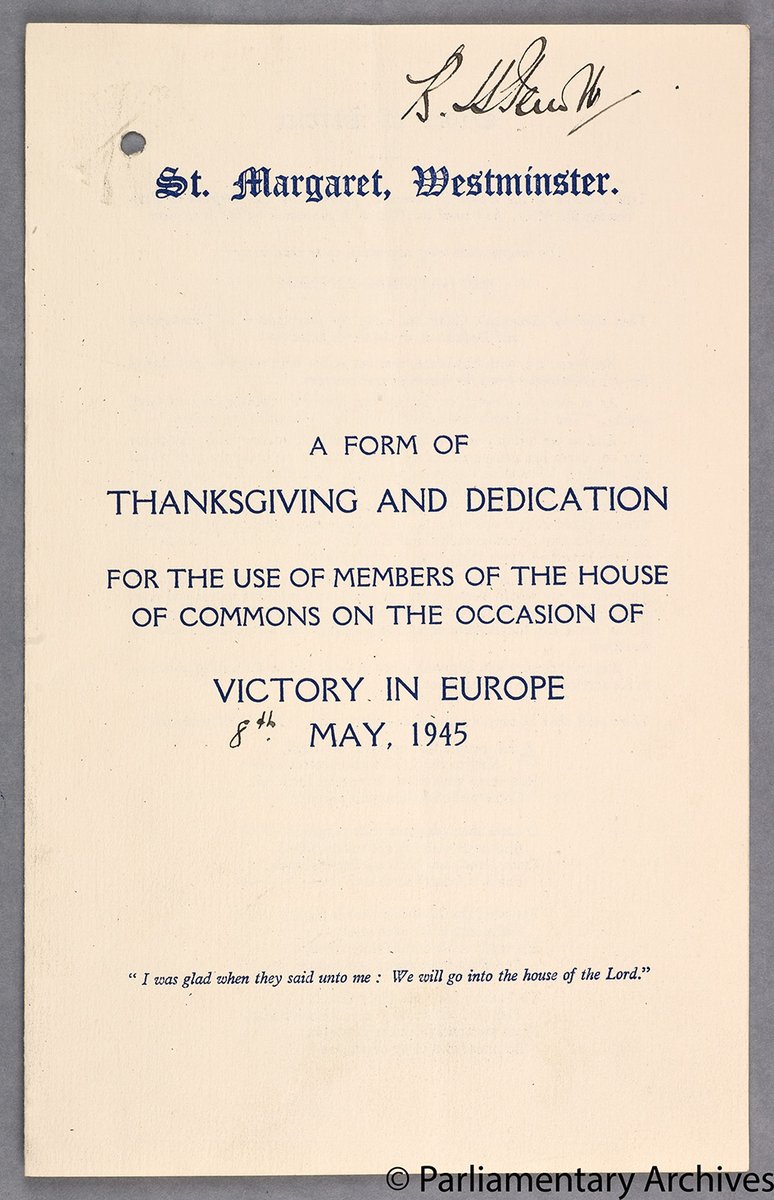 St. Margaret, Westminster.
A FORM OF
THANKSGIVING AND DEDICATION
FOR THE USE OF MEMBERS OF THE HOUSE
OF COMMONS ON THE OCCASION OF
VICTORY IN EUROPE
8th MAY, 1945
“ I was glad when they said unto me : We will go into the house of the Lord.”
© Parliamentary Archives